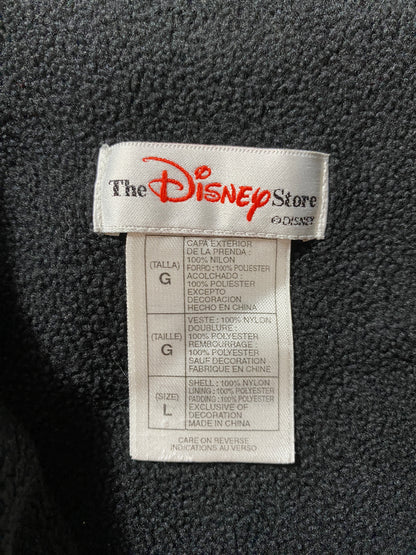 The Disney Store
© DISNEY
(TALLA)
G
CAPA EXTERIOR
DE LA PRENDA :
100% NILON
FORRO : 100% POLIESTER
ACOLCHADO :
100% POLIESTER
EXCEPTO
DECORACION
HECHO EN CHINA
(TAILLE)
G
VESTE : 100% NYLON
DOUBLURE :
100% POLYESTER
REMBOURRAGE :
100% POLYESTER
SAUF DECORATION
FABRIQUE EN CHINE
(SIZE)
L
SHELL : 100% NYLON
LINING : 100% POLYESTER
PADDING : 100% POLYESTER
EXCLUSIVE OF
DECORATION
MADE IN CHINA
CARE ON REVERSE
INDICATIONS AU VERSO